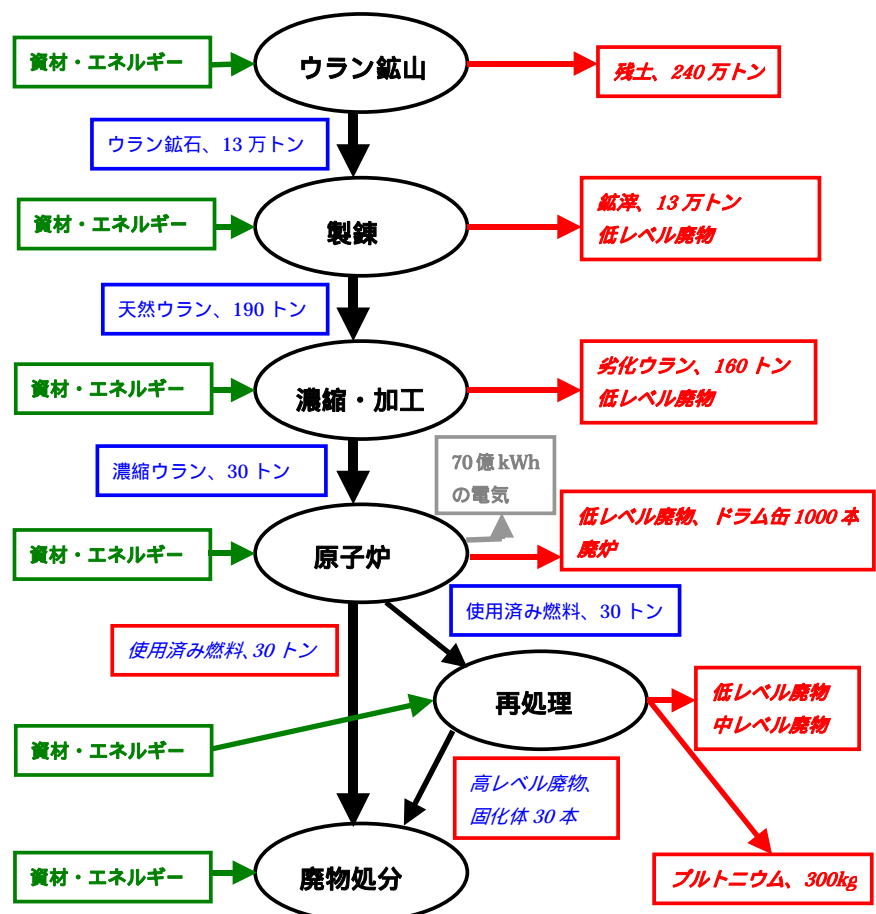 資材・エネルギー
ウラン鉱山
残土、240 万トン
ウラン鉱石、13 万トン
資材・エネルギー
製錬
鉱滓、13 万トン
低レベル廃物
天然ウラン、190 トン
資材・エネルギー
濃縮・加工
劣化ウラン、160 トン
低レベル廃物
濃縮ウラン、30 トン
70 億 kWh
の電気
資材・エネルギー
原子炉
低レベル廃物、ドラム缶 1000 本
廃炉
使用済み燃料、30 トン
使用済み燃料、30 トン
再処理
低レベル廃物
中レベル廃物
資材・エネルギー
高レベル廃物、
固化体 30 本
資材・エネルギー
廃物処分
プルトニウム、300kg